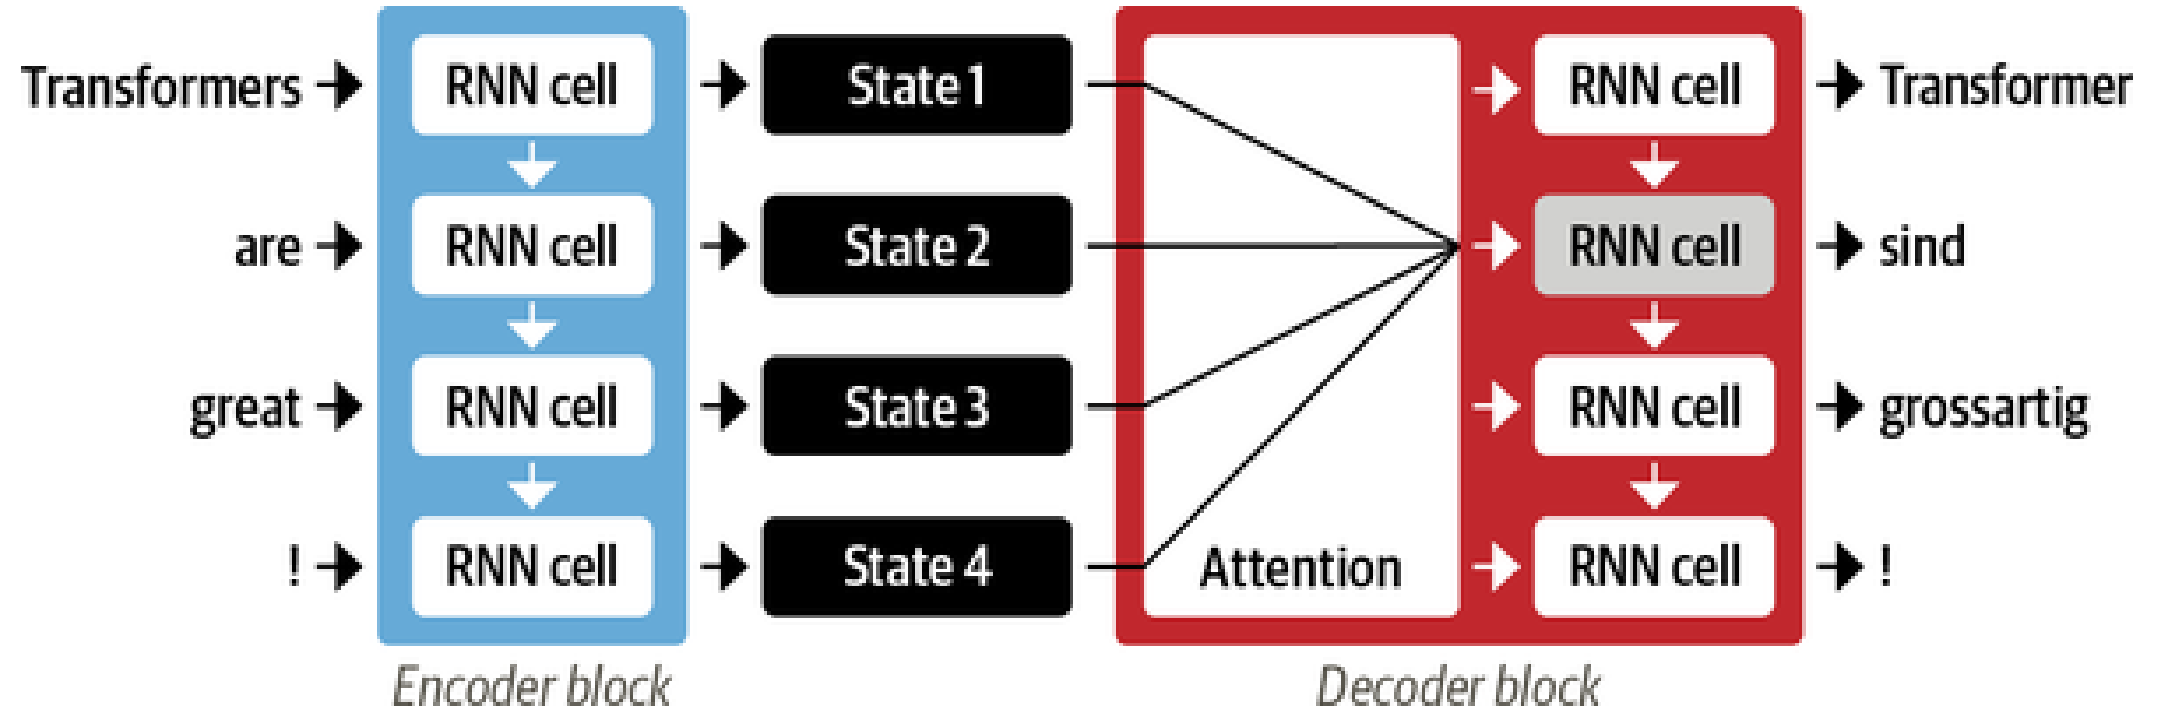 Transformers RNN cell State 1 RNN cell Transformer
are RNN cell State 2 RNN cell sind
great RNN cell State 3 RNN cell grossartig
! RNN cell State 4 Attention RNN cell !
Encoder block Decoder block